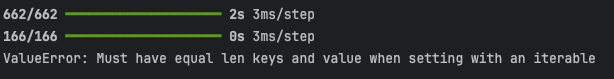 662/662 ━━━━━━━━━━━━━━━━━━━━ 2s 3ms/step
166/166 ━━━━━━━━━━━━━━━━━━━━ 0s 3ms/step
ValueError: Must have equal len keys and value when setting with an iterable